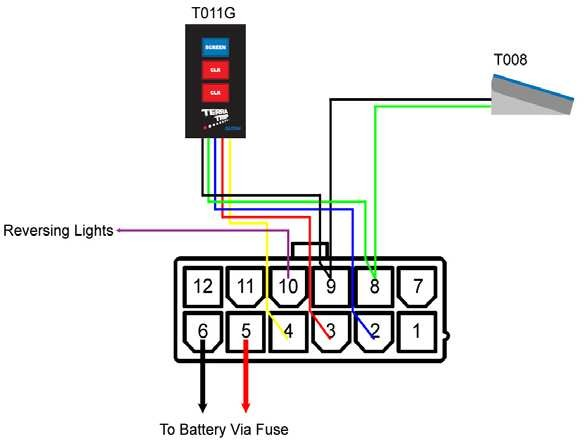 T011G
T008
SCREEN
CLR
CLR
TERRA
TRIP
Reversing Lights
12 11 10 9 8 7
6 5 4 3 2 1
To Battery Via Fuse